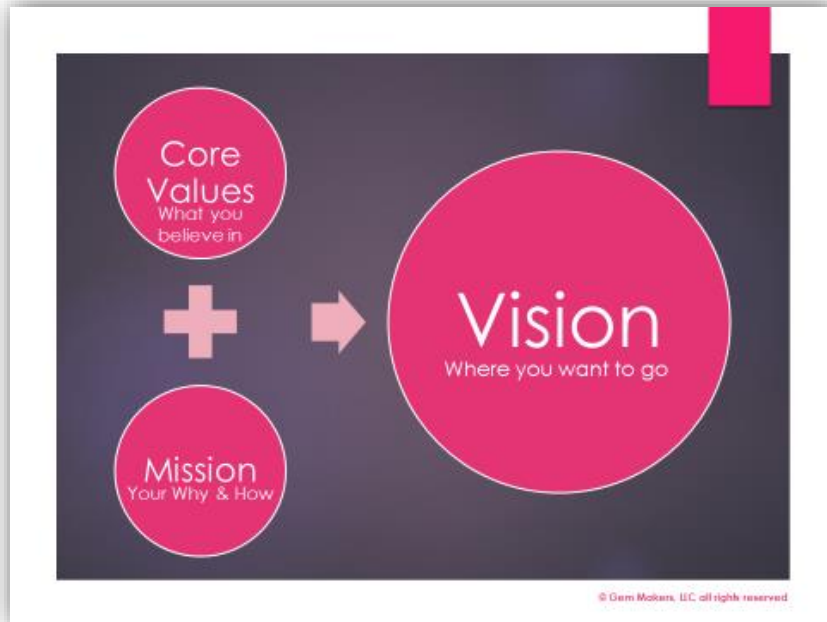 Core
Values
What you
believe in
Mission
Your Why & How
Vision
Where you want to go
© Gem Makers, LLC all rights reserved